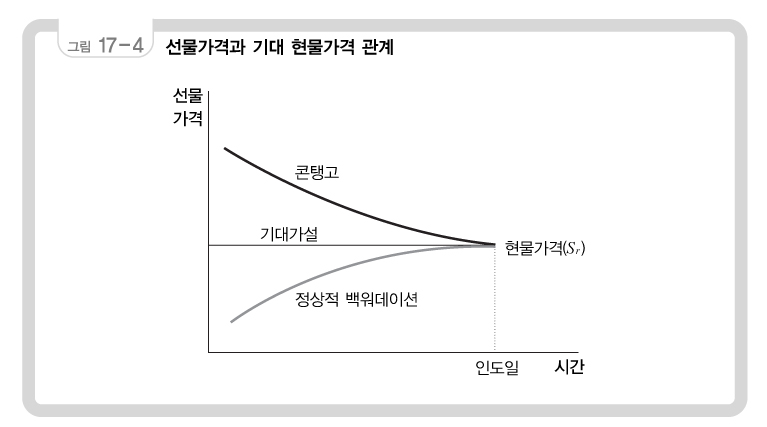 그림 17-4 선물가격과 기대 현물가격 관계
선물
가격
콘탱고
기대가설
현물가격(Sr)
정상적 백워데이션
인도일 시간